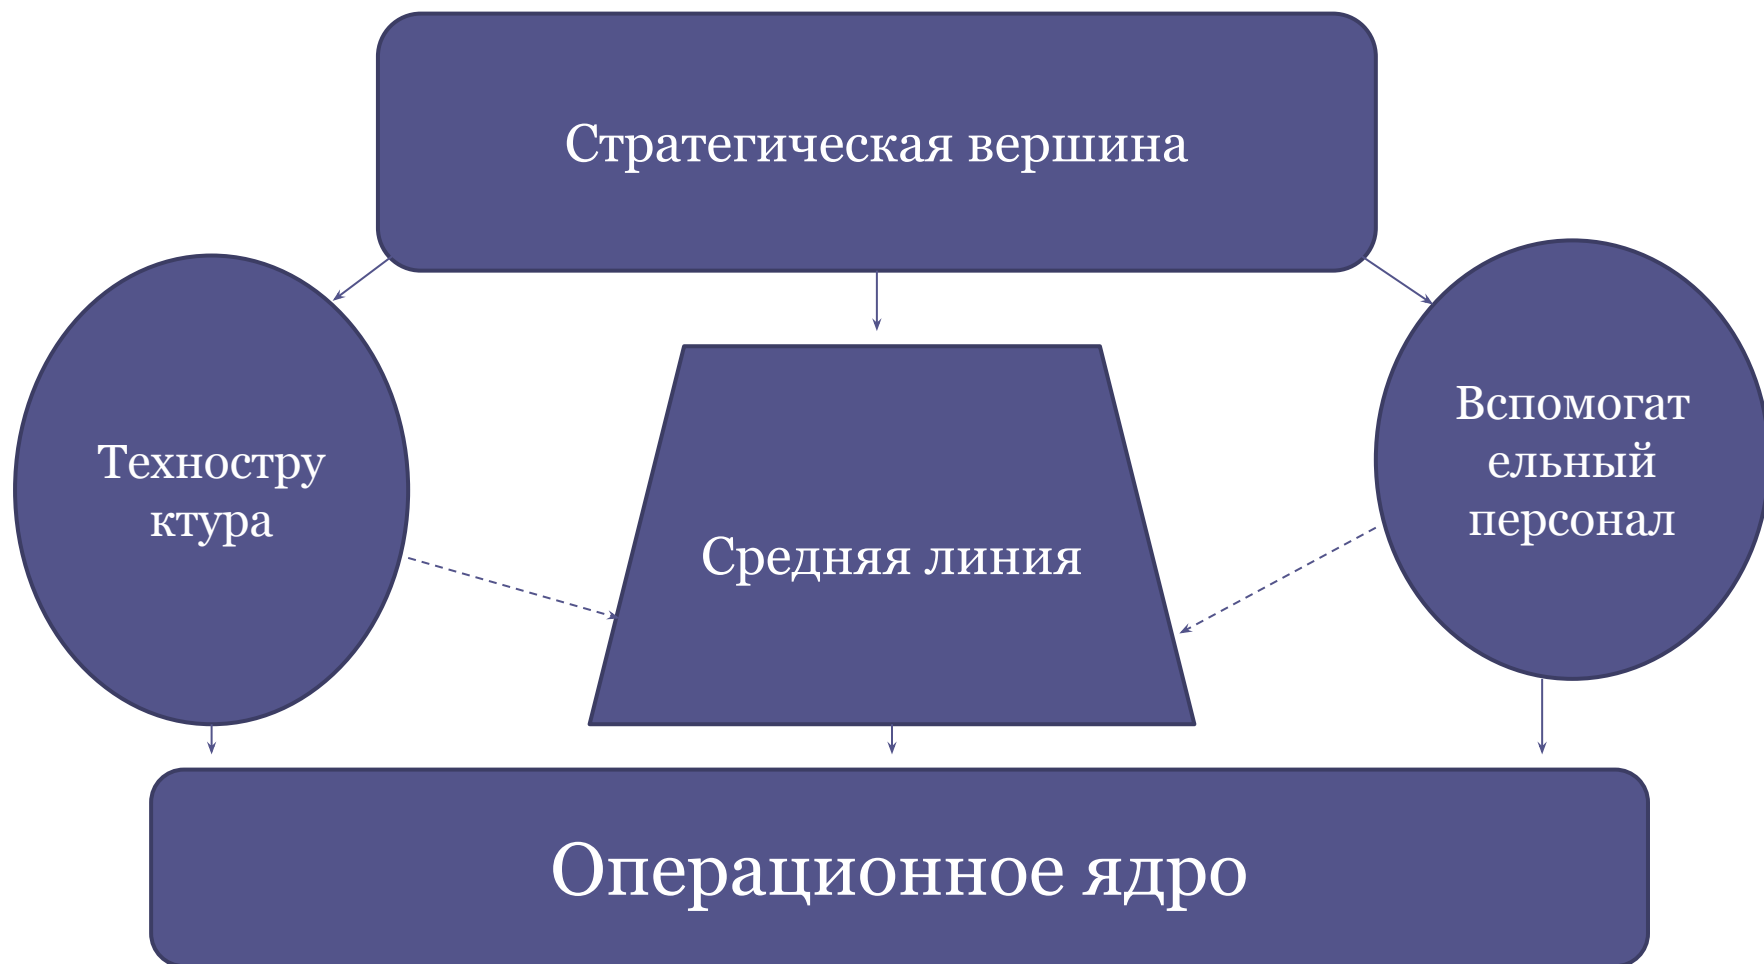 Стратегическая вершина
Техностру
ктура
Средняя линия
Вспомогат
ельный
персонал
Операционное ядро